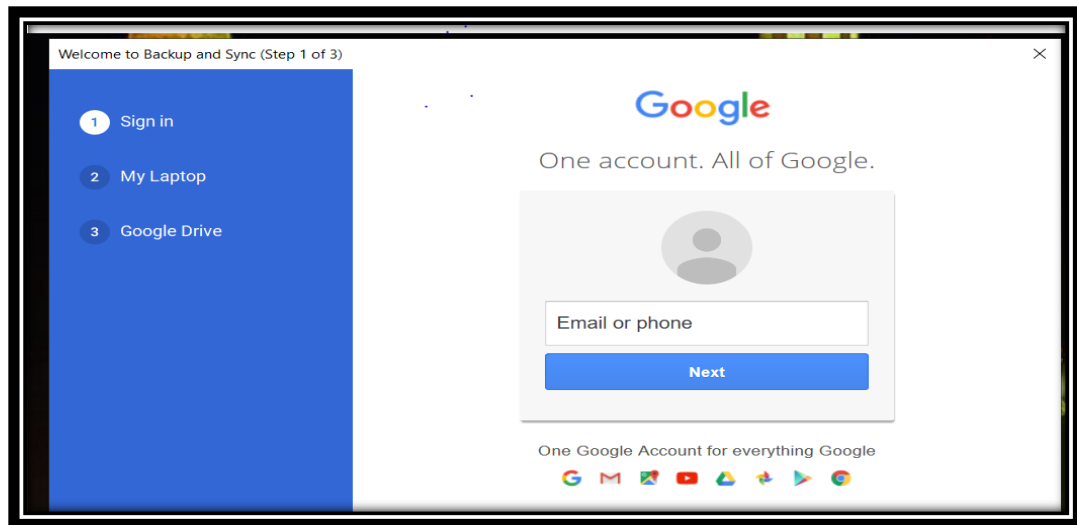 Welcome to Backup and Sync (Step 1 of 3)
1 Sign in
2 My Laptop
3 Google Drive
Google
One account. All of Google.
Email or phone
Next
One Google Account for everything Google